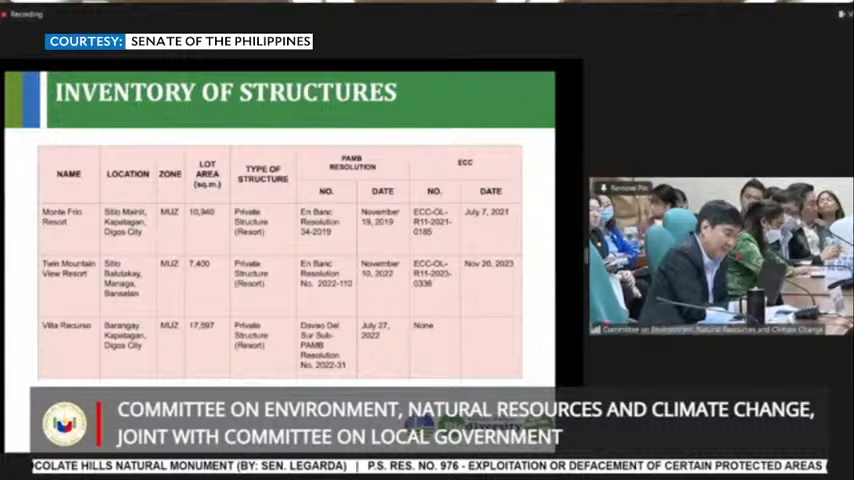 Recording
COURTESY: SENATE OF THE PHILIPPINES
INVENTORY OF STRUCTURES
NAME LOCATION ZONE LOT AREA (sq.m.) TYPE OF STRUCTURE PAMB RESOLUTION ECC
NO. DATE NO. DATE
Monte Frio Resort Sitio Mainit, Kapatagan, Digos City MUZ 10,940 Private Structure (Resort) En Banc Resolution 34-2019 November 19, 2019 ECC-OL-R11-2021-0185 July 7, 2021
Twin Mountain View Resort Sitio Balutakay, Managa, Bansalan MUZ 7,400 Private Structure (Resort) En Banc Resolution No. 2022-110 November 10, 2022 ECC-OL-R11-2023-0336 Nov 20, 2023
Villa Recurso Barangay Kapatagan, Digos City MUZ 17,597 Private Structure (Resort) Davao Del Sur Sub-PAMB Resolution No. 2022-31 July 27, 2022 None
Remove Pin
Committee on Environment, Natural Resources and Climate Change
COMMITTEE ON ENVIRONMENT, NATURAL RESOURCES AND CLIMATE CHANGE,
JOINT WITH COMMITTEE ON LOCAL GOVERNMENT
OCOLATE HILLS NATURAL MONUMENT (BY: SEN. LEGARDA) | P.S. RES. NO. 976 - EXPLOITATION OR DEFACEMENT OF CERTAIN PROTECTED AREAS (